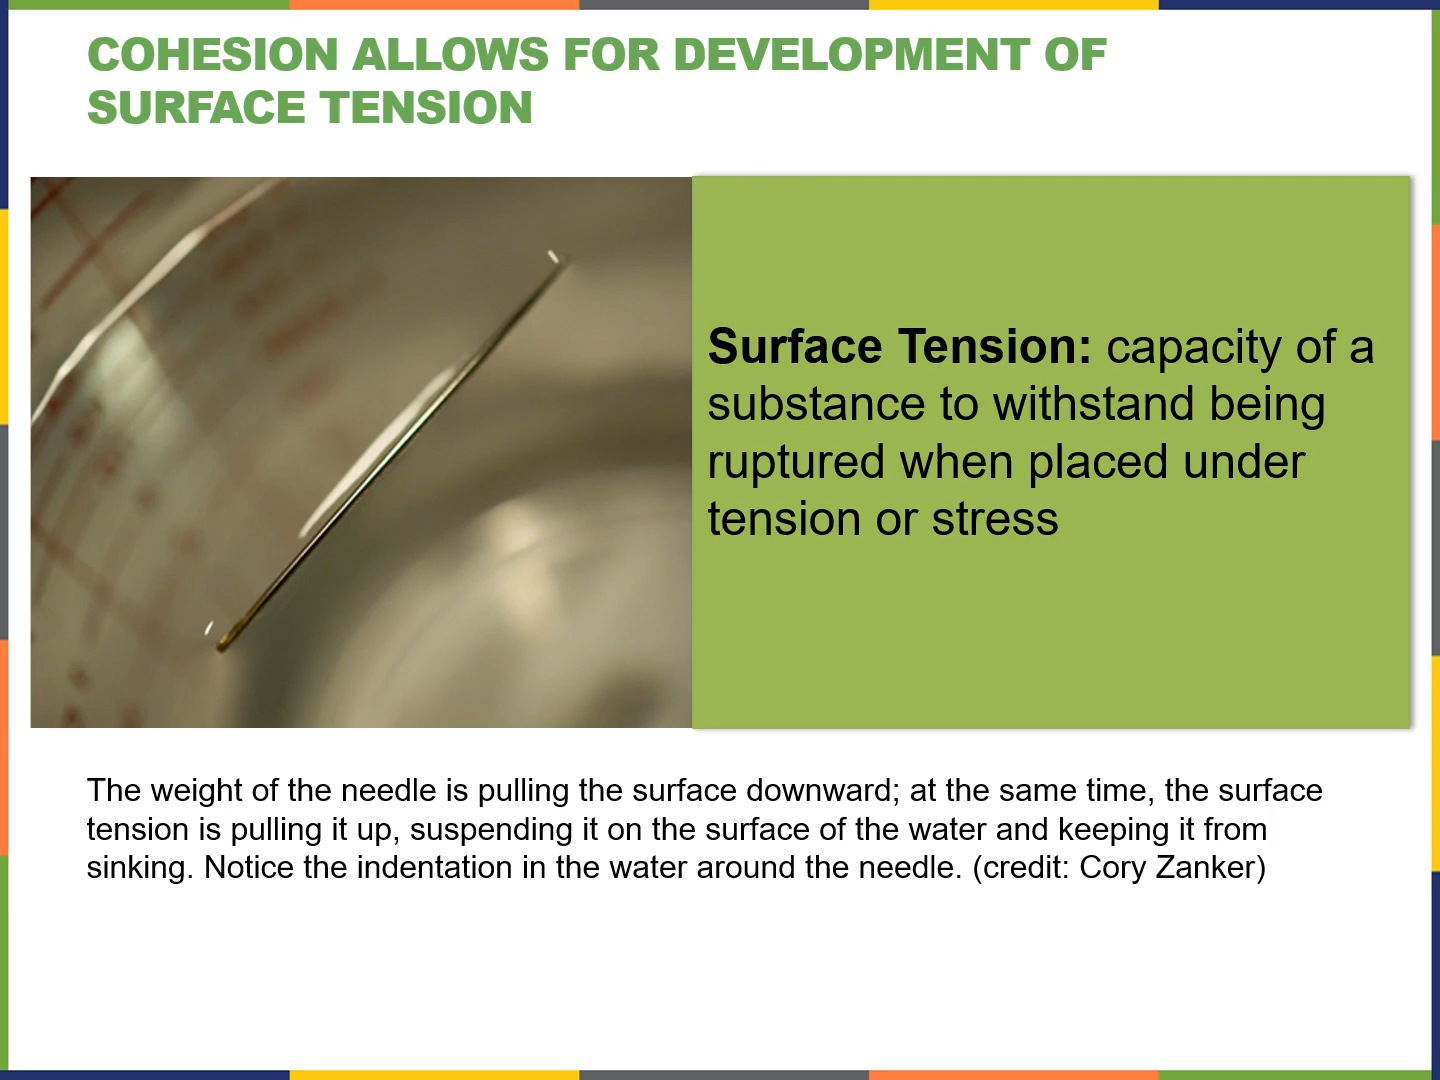 COHESION ALLOWS FOR DEVELOPMENT OF
SURFACE TENSION
Surface Tension: capacity of a
substance to withstand being
ruptured when placed under
tension or stress
The weight of the needle is pulling the surface downward; at the same time, the surface
tension is pulling it up, suspending it on the surface of the water and keeping it from
sinking. Notice the indentation in the water around the needle. (credit: Cory Zanker)